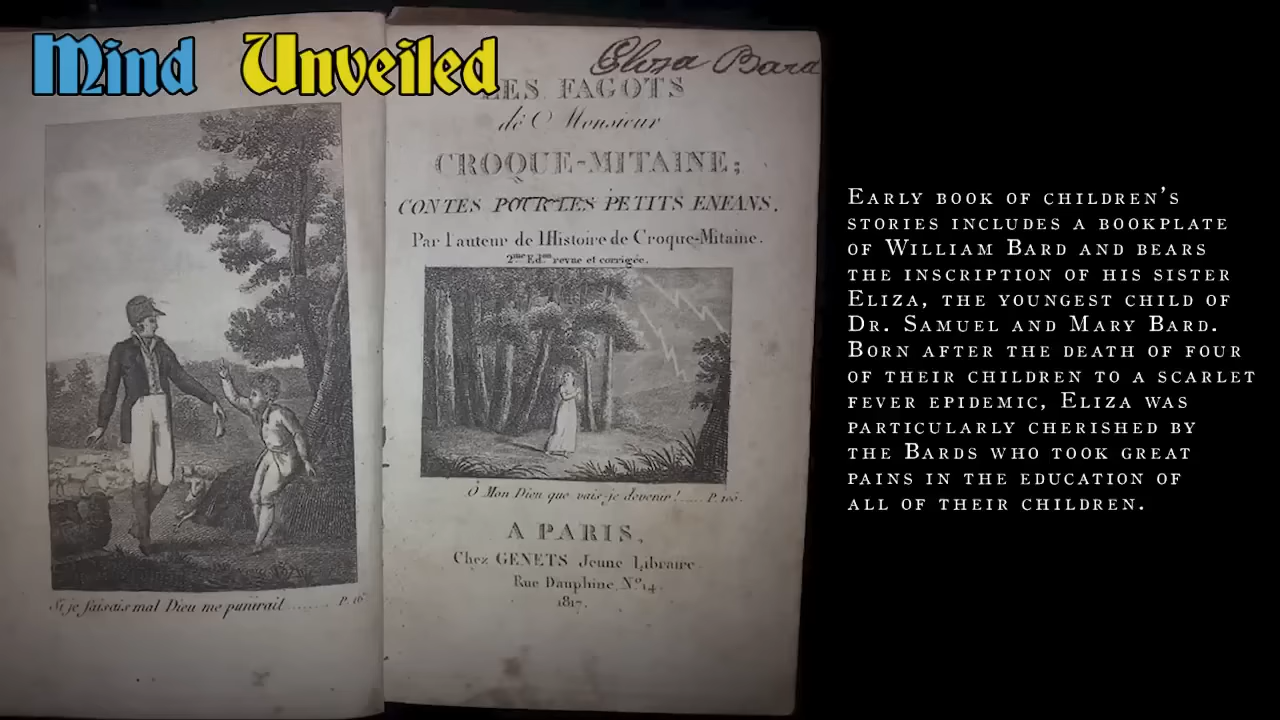 Mind Unveiled
Eliza Bard
LES FAGOTS
de Monsieur
CROQUE-MITAINE;
CONTES POUR LES PETITS ENFANS.
Par l'auteur de l'Histoire de Croque-Mitaine.
2me Edon revue et corrigée.
O Mon Dieu que vais-je devenir!..... P. 105.
A PARIS,
Chez GENETS Jeune Libraire
Rue Dauphine, No 14.
1817.
Si je faisais mal Dieu me punirait....... P. 16
EARLY BOOK OF CHILDREN'S
STORIES INCLUDES A BOOKPLATE
OF WILLIAM BARD AND BEARS
THE INSCRIPTION OF HIS SISTER
ELIZA, THE YOUNGEST CHILD OF
DR. SAMUEL AND MARY BARD.
BORN AFTER THE DEATH OF FOUR
OF THEIR CHILDREN TO A SCARLET
FEVER EPIDEMIC, ELIZA WAS
PARTICULARLY CHERISHED BY
THE BARDS WHO TOOK GREAT
PAINS IN THE EDUCATION OF
ALL OF THEIR CHILDREN.